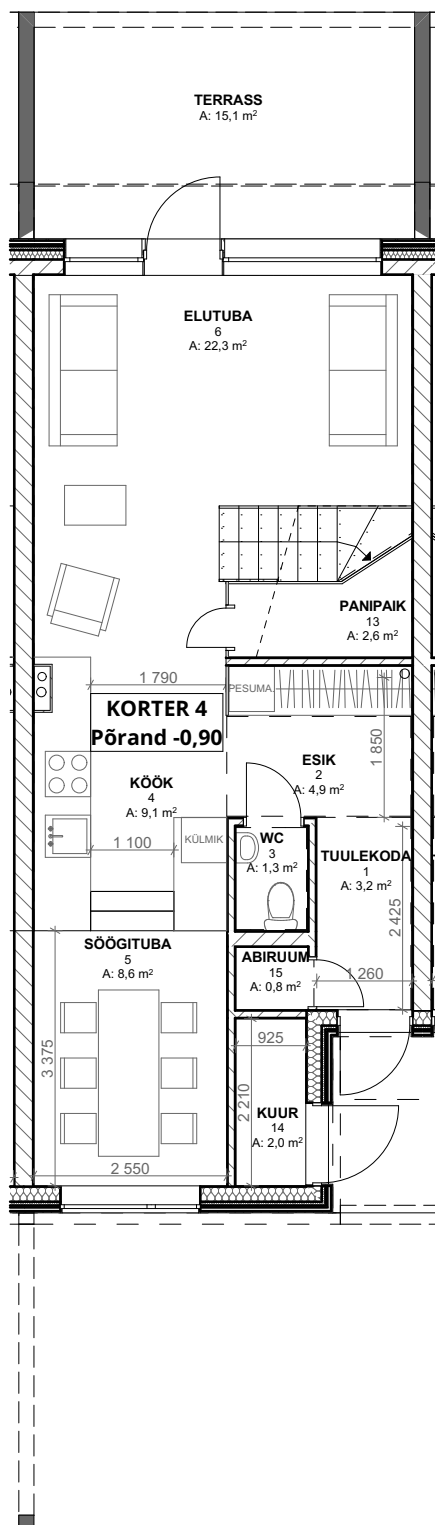 TERRASS
A: 15,1 m²
ELUTUBA
6
A: 22,3 m²
PANIPAIK
13
A: 2,6 m²
1 790
PESUMA.
KORTER 4
Põrand -0,90
1 850
ESIK
2
A: 4,9 m²
KÖÖK
4
A: 9,1 m²
1 100
KÜLMIK
WC
3
A: 1,3 m²
TUULEKODA
1
A: 3,2 m²
2 425
SÖÖGITUBA
5
A: 8,6 m²
ABIRUUM
15
A: 0,8 m²
1 260
3 375
925
2 210
KUUR
14
A: 2,0 m²
2 550